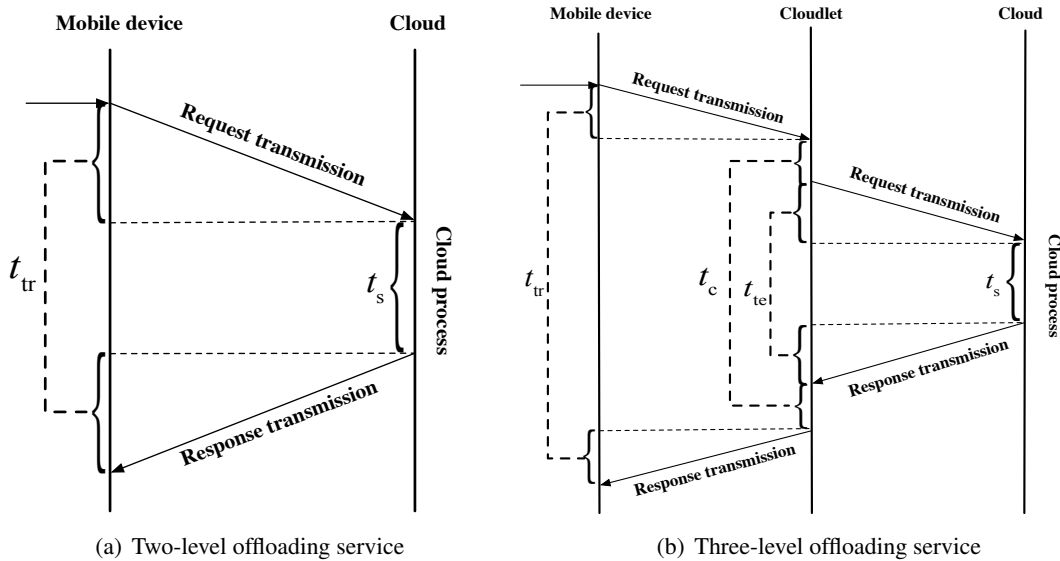 Mobile device
Cloud
Request transmission
t_tr
t_s
Cloud process
Response transmission
(a) Two-level offloading service
Mobile device
Cloudlet
Cloud
Request transmission
Request transmission
t_tr
t_c
t_te
t_s
Cloud process
Response transmission
Response transmission
(b) Three-level offloading service